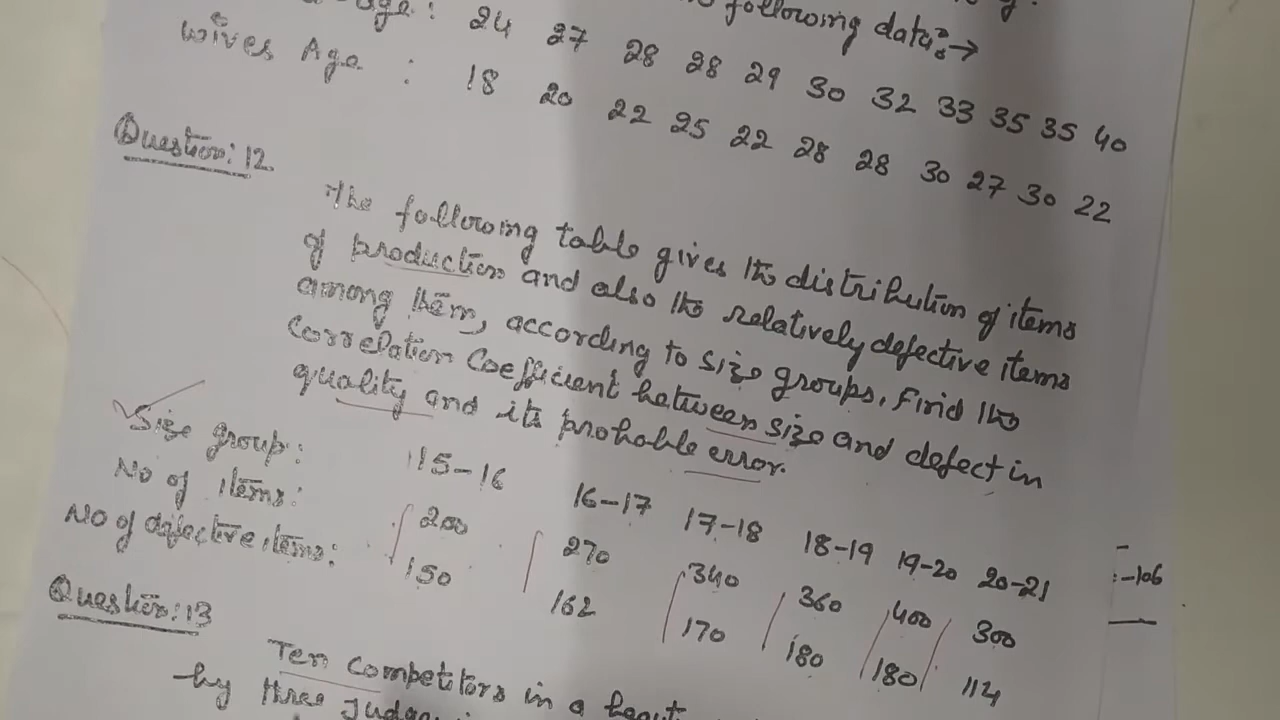 following data:→
Age: 24 27 28 28 29 30 32 33 35 35 40
Wives Age : 18 20 22 25 22 28 28 30 27 30 22
Question: 12
The following table gives the distribution of items
of production and also the relatively defective items
among them, according to size groups. Find the
Correlation Coefficient between size and defect in
quality and its probable error.
Size group: 15-16 16-17 17-18 18-19 19-20 20-21
No of items: 200 270 340 360 400 300
No of defective items: 150 162 170 180 180 114
:-106
Question: 13
Ten Competitors in a
by three